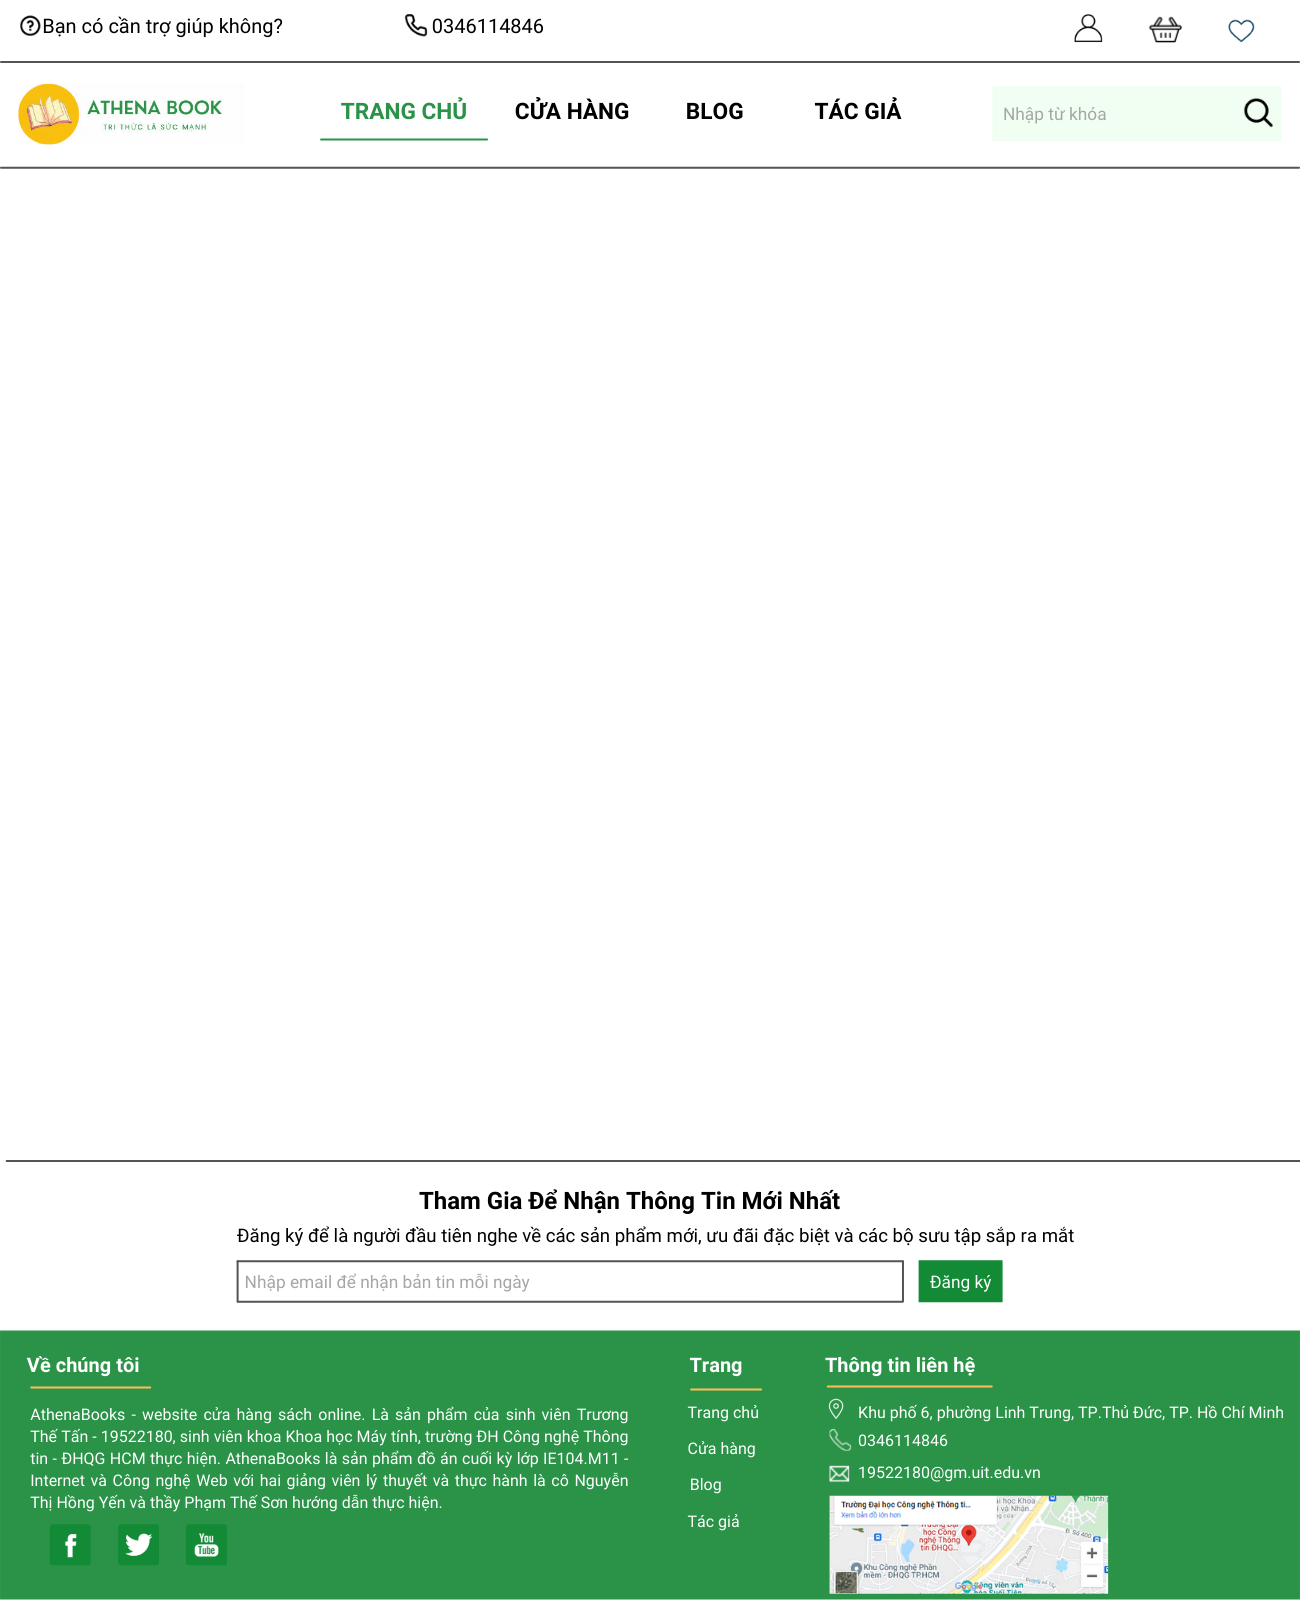 Bạn có cần trợ giúp không?
0346114846
ATHENA BOOK
TRI THỨC LÀ SỨC MẠNH
TRANG CHỦ
CỬA HÀNG
BLOG
TÁC GIẢ
Nhập từ khóa
Tham Gia Để Nhận Thông Tin Mới Nhất
Đăng ký để là người đầu tiên nghe về các sản phẩm mới, ưu đãi đặc biệt và các bộ sưu tập sắp ra mắt
Nhập email để nhận bản tin mỗi ngày
Đăng ký
Về chúng tôi
AthenaBooks - website cửa hàng sách online. Là sản phẩm của sinh viên Trương
Thế Tấn - 19522180, sinh viên khoa Khoa học Máy tính, trường ĐH Công nghệ Thông
tin - ĐHQG HCM thực hiện. AthenaBooks là sản phẩm đồ án cuối kỳ lớp IE104.M11 -
Internet và Công nghệ Web với hai giảng viên lý thuyết và thực hành là cô Nguyễn
Thị Hồng Yến và thầy Phạm Thế Sơn hướng dẫn thực hiện.
You
Tube
Trang
Trang chủ
Cửa hàng
Blog
Tác giả
Thông tin liên hệ
Khu phố 6, phường Linh Trung, TP.Thủ Đức, TP. Hồ Chí Minh
0346114846
19522180@gm.uit.edu.vn
Trường Đại học Công nghệ Thông ti...
Xem bản đồ lớn hơn
Trường Đại
học Công
nghệ Thông
tin ĐHQG...
Khu Công nghệ Phần
mềm - ĐHQG TP.HCM
Google